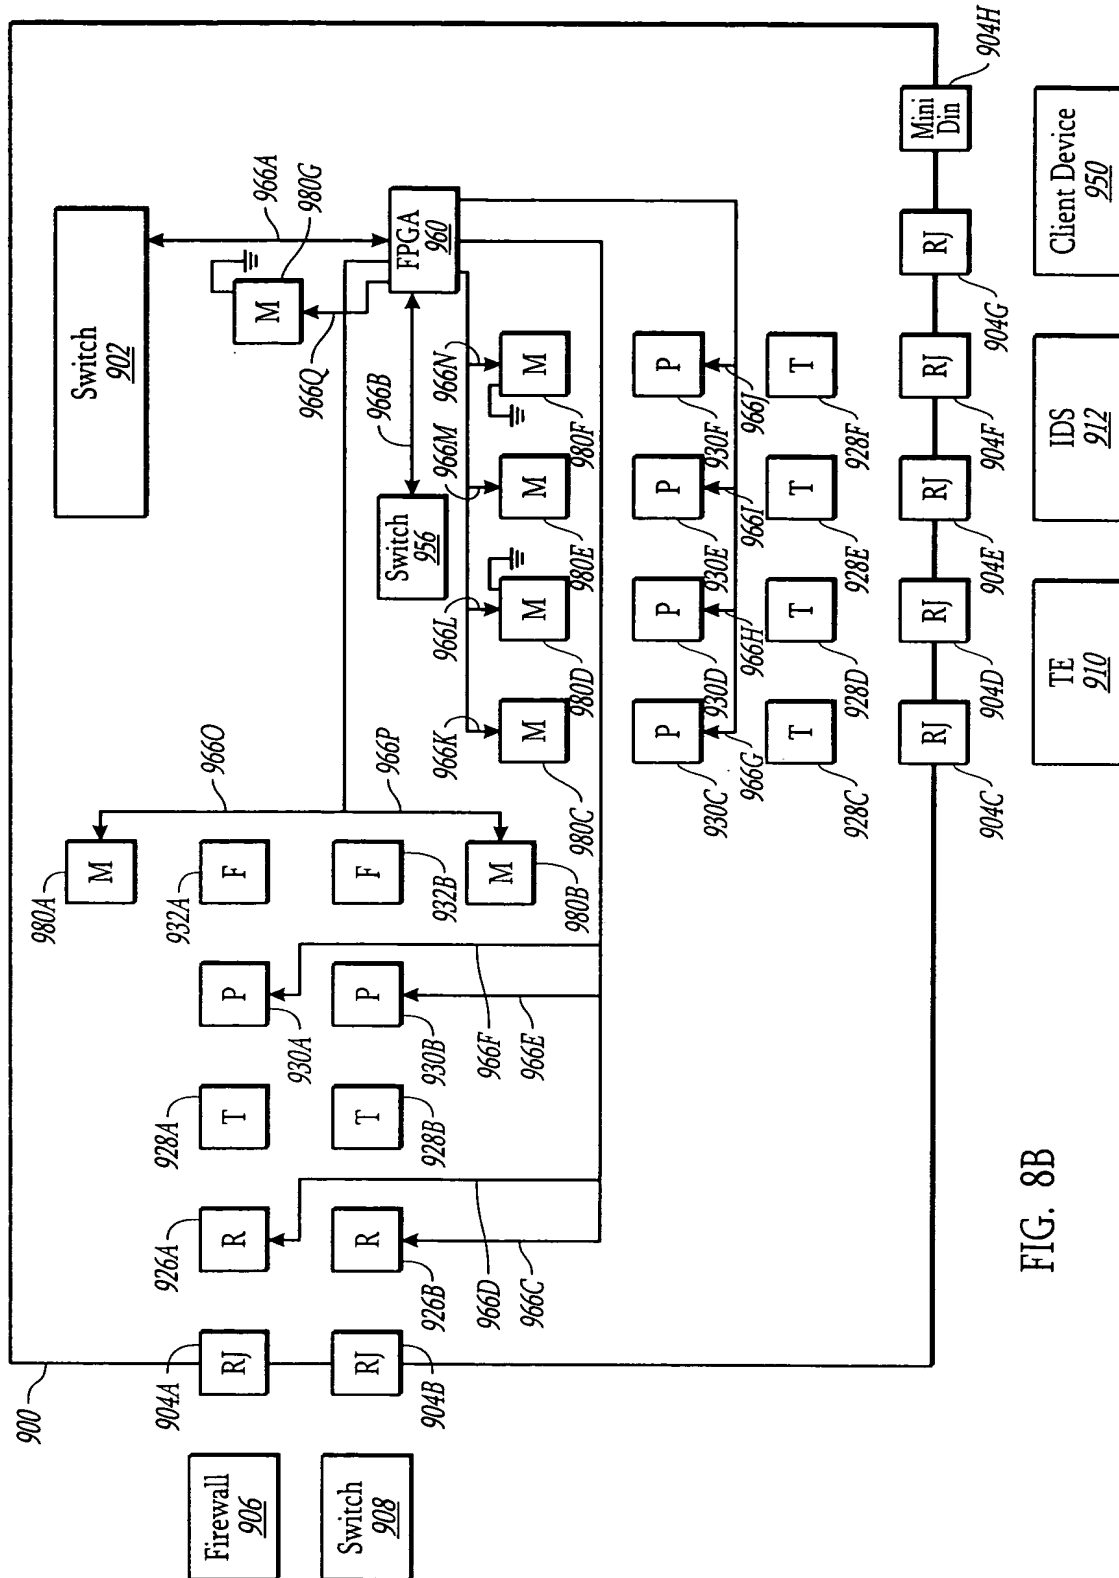 900
Firewall
906
Switch
908
904A
RJ
904B
RJ
926A
R
926B
R
966D
966C
928A
T
928B
T
930A
P
930B
P
966F
966E
932A
F
932B
F
980A
M
980B
M
966O
966P
Switch
902
966A
980G
M
966Q
FPGA
960
966B
Switch
956
966K
966L
966M
966N
M
M
M
M
980C
980D
980E
980F
P
P
P
P
930C
930D
930E
930F
966G
966H
966I
966J
T
T
T
T
928C
928D
928E
928F
RJ
RJ
RJ
RJ
RJ
Mini
Din
904C
904D
904E
904F
904G
904H
TE
910
IDS
912
Client Device
950
FIG. 8B